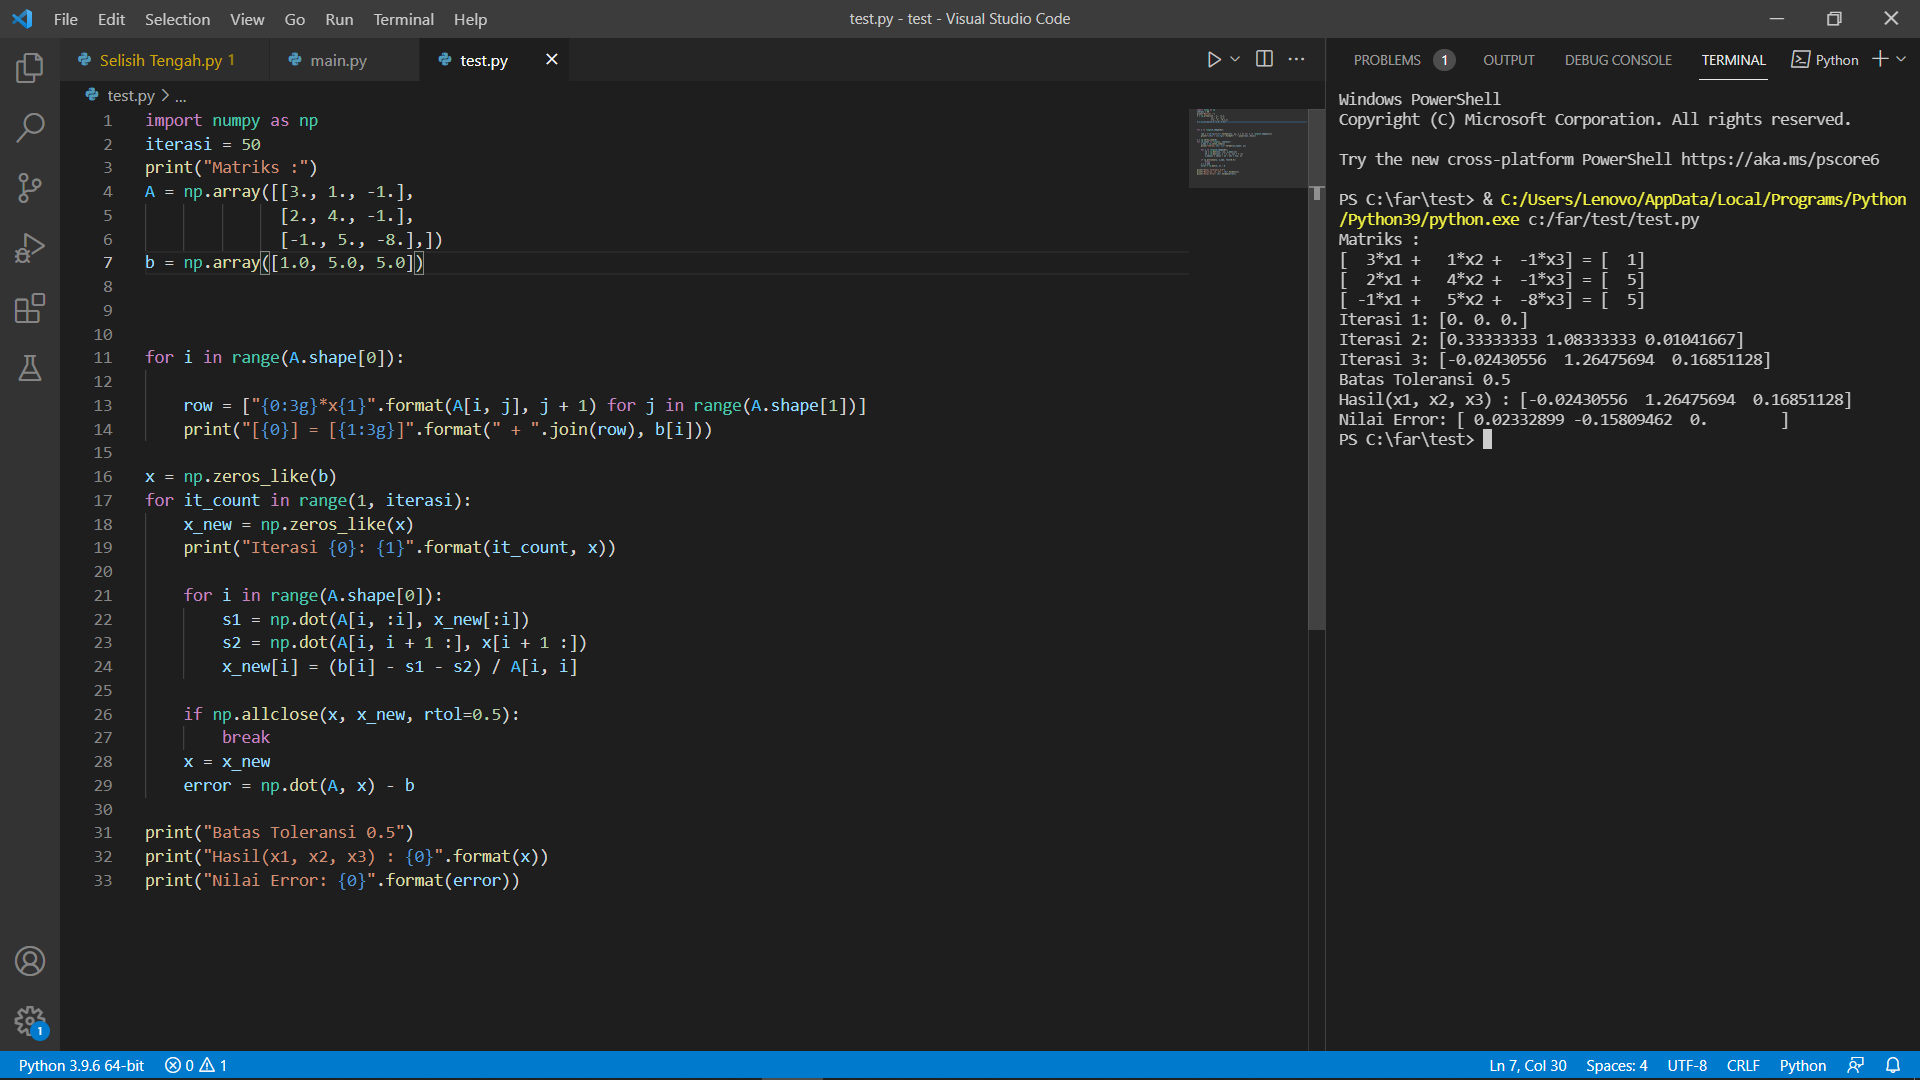 File Edit Selection View Go Run Terminal Help
test.py - test - Visual Studio Code
Selisih Tengah.py 1
main.py
test.py
test.py > ...
1 import numpy as np
2 iterasi = 50
3 print("Matriks :")
4 A = np.array([[3., 1., -1.],
5 [2., 4., -1.],
6 [-1., 5., -8.],])
7 b = np.array([1.0, 5.0, 5.0])
8
9
10
11 for i in range(A.shape[0]):
12
13 row = ["{0:3g}*x{1}".format(A[i, j], j + 1) for j in range(A.shape[1])]
14 print("[{0}] = [{1:3g}]".format(" + ".join(row), b[i]))
15
16 x = np.zeros_like(b)
17 for it_count in range(1, iterasi):
18 x_new = np.zeros_like(x)
19 print("Iterasi {0}: {1}".format(it_count, x))
20
21 for i in range(A.shape[0]):
22 s1 = np.dot(A[i, :i], x_new[:i])
23 s2 = np.dot(A[i, i + 1 :], x[i + 1 :])
24 x_new[i] = (b[i] - s1 - s2) / A[i, i]
25
26 if np.allclose(x, x_new, rtol=0.5):
27 break
28 x = x_new
29 error = np.dot(A, x) - b
30
31 print("Batas Toleransi 0.5")
32 print("Hasil(x1, x2, x3) : {0}".format(x))
33 print("Nilai Error: {0}".format(error))
PROBLEMS 1 OUTPUT DEBUG CONSOLE TERMINAL Python
Windows PowerShell
Copyright (C) Microsoft Corporation. All rights reserved.
Try the new cross-platform PowerShell https://aka.ms/pscore6
PS C:\far\test> & C:/Users/Lenovo/AppData/Local/Programs/Python
/Python39/python.exe c:/far/test/test.py
Matriks :
[  3*x1 +   1*x2 +  -1*x3] = [  1]
[  2*x1 +   4*x2 +  -1*x3] = [  5]
[ -1*x1 +   5*x2 +  -8*x3] = [  5]
Iterasi 1: [0. 0. 0.]
Iterasi 2: [0.33333333 1.08333333 0.01041667]
Iterasi 3: [-0.02430556  1.26475694  0.16851128]
Batas Toleransi 0.5
Hasil(x1, x2, x3) : [-0.02430556  1.26475694  0.16851128]
Nilai Error: [ 0.02332899 -0.15809462  0.        ]
PS C:\far\test>
1
Python 3.9.6 64-bit 0 1
Ln 7, Col 30 Spaces: 4 UTF-8 CRLF Python